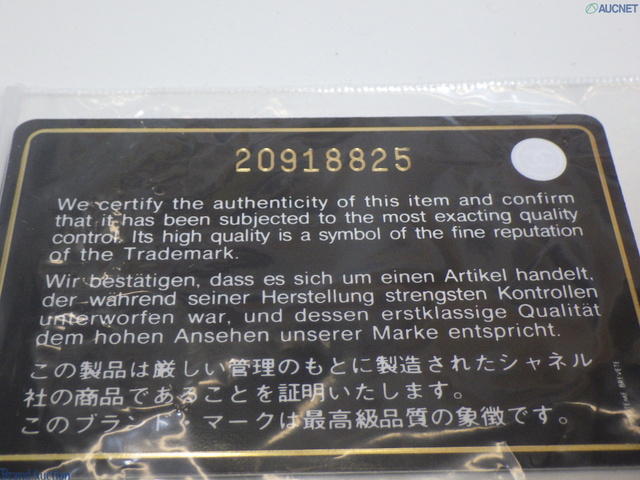 AUCNET
20918825
We certify the authenticity of this item and confirm
that it has been subjected to the most exacting quality
control. Its high quality is a symbol of the fine reputation
of the Trademark.
Wir bestätigen, dass es sich um einen Artikel handelt,
der während seiner Herstellung strengsten Kontrollen
unterworfen war, und dessen erstklassige Qualität
dem hohen Ansehen unserer Marke entspricht.
この製品は厳しい管理のもとに製造されたシャネル
社の商品であることを証明いたします。
このブランド・マークは最高級品質の象徴です。
BREVETÉ
Brand Auction